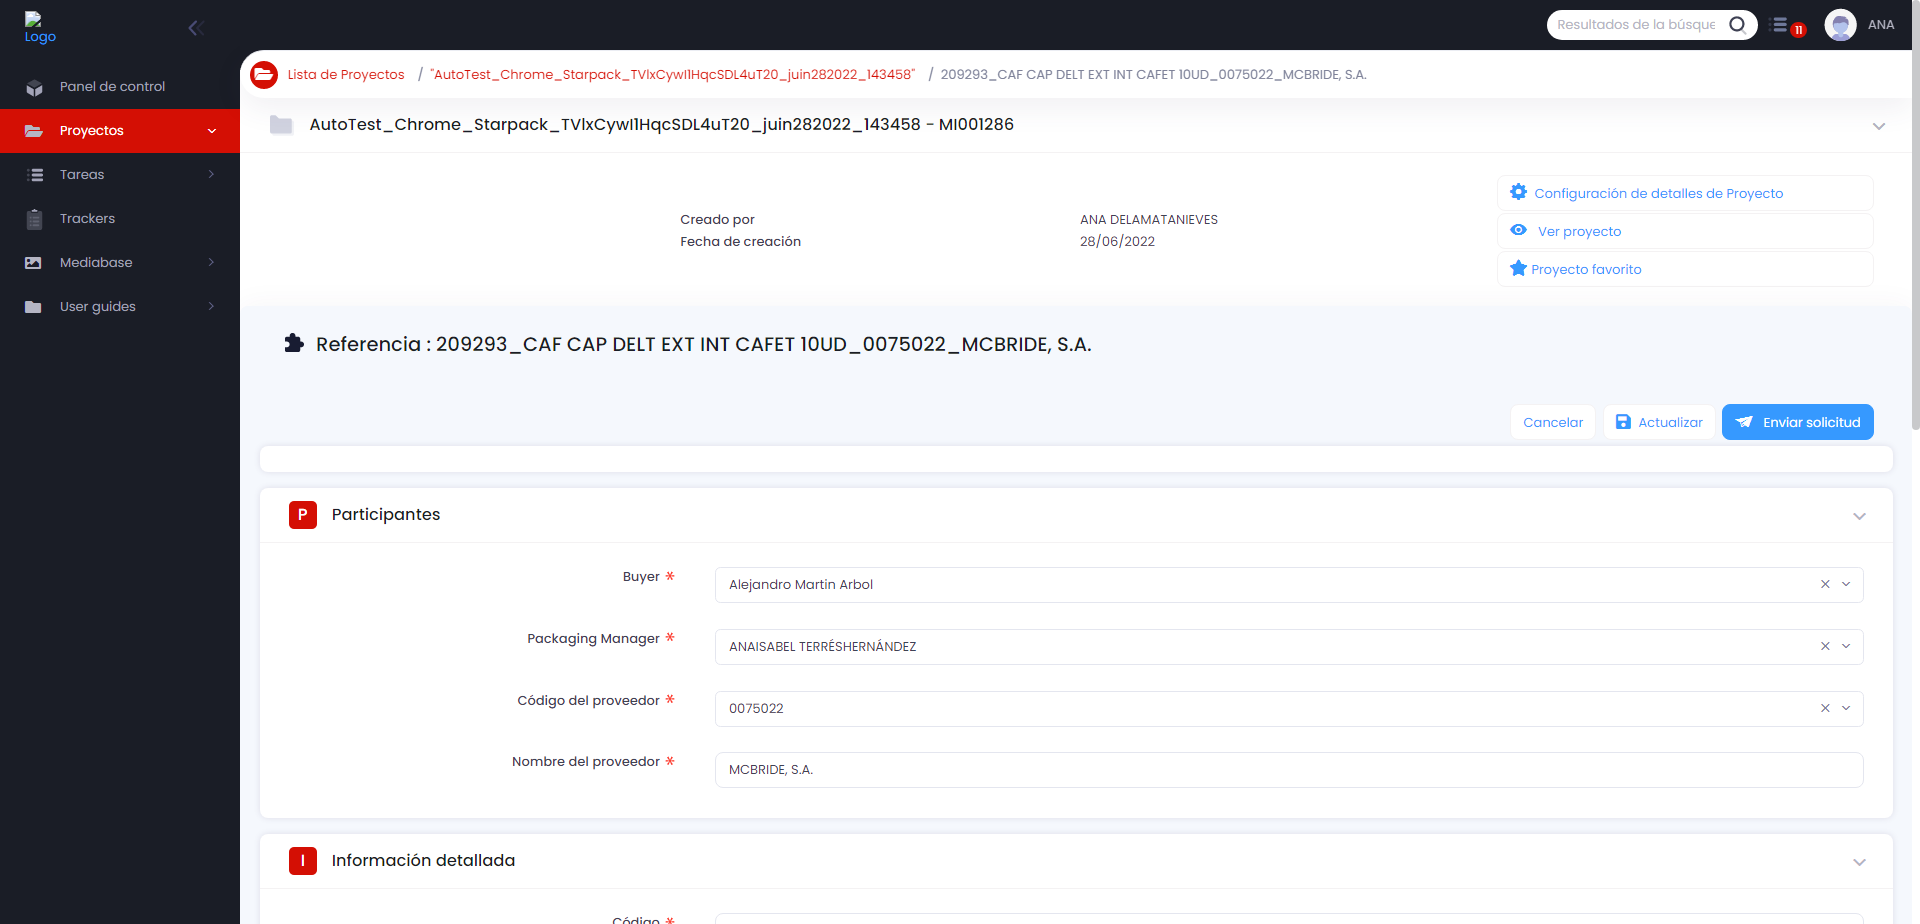 Logo
Resultados de la búsque
11
ANA
Panel de control
Proyectos
Tareas
Trackers
Mediabase
User guides
Lista de Proyectos / "AutoTest_Chrome_Starpack_TVlxCywI1HqcSDL4uT20_juin282022_143458" / 209293_CAF CAP DELT EXT INT CAFET 10UD_0075022_MCBRIDE, S.A.
AutoTest_Chrome_Starpack_TVlxCywI1HqcSDL4uT20_juin282022_143458 - MI001286
Creado por ANA DELAMATANIEVES
Fecha de creación 28/06/2022
Configuración de detalles de Proyecto
Ver proyecto
Proyecto favorito
Referencia : 209293_CAF CAP DELT EXT INT CAFET 10UD_0075022_MCBRIDE, S.A.
Cancelar
Actualizar
Enviar solicitud
P Participantes
Buyer * Alejandro Martin Arbol
Packaging Manager * ANAISABEL TERRÉSHERNÁNDEZ
Código del proveedor * 0075022
Nombre del proveedor * MCBRIDE, S.A.
I Información detallada
Código *